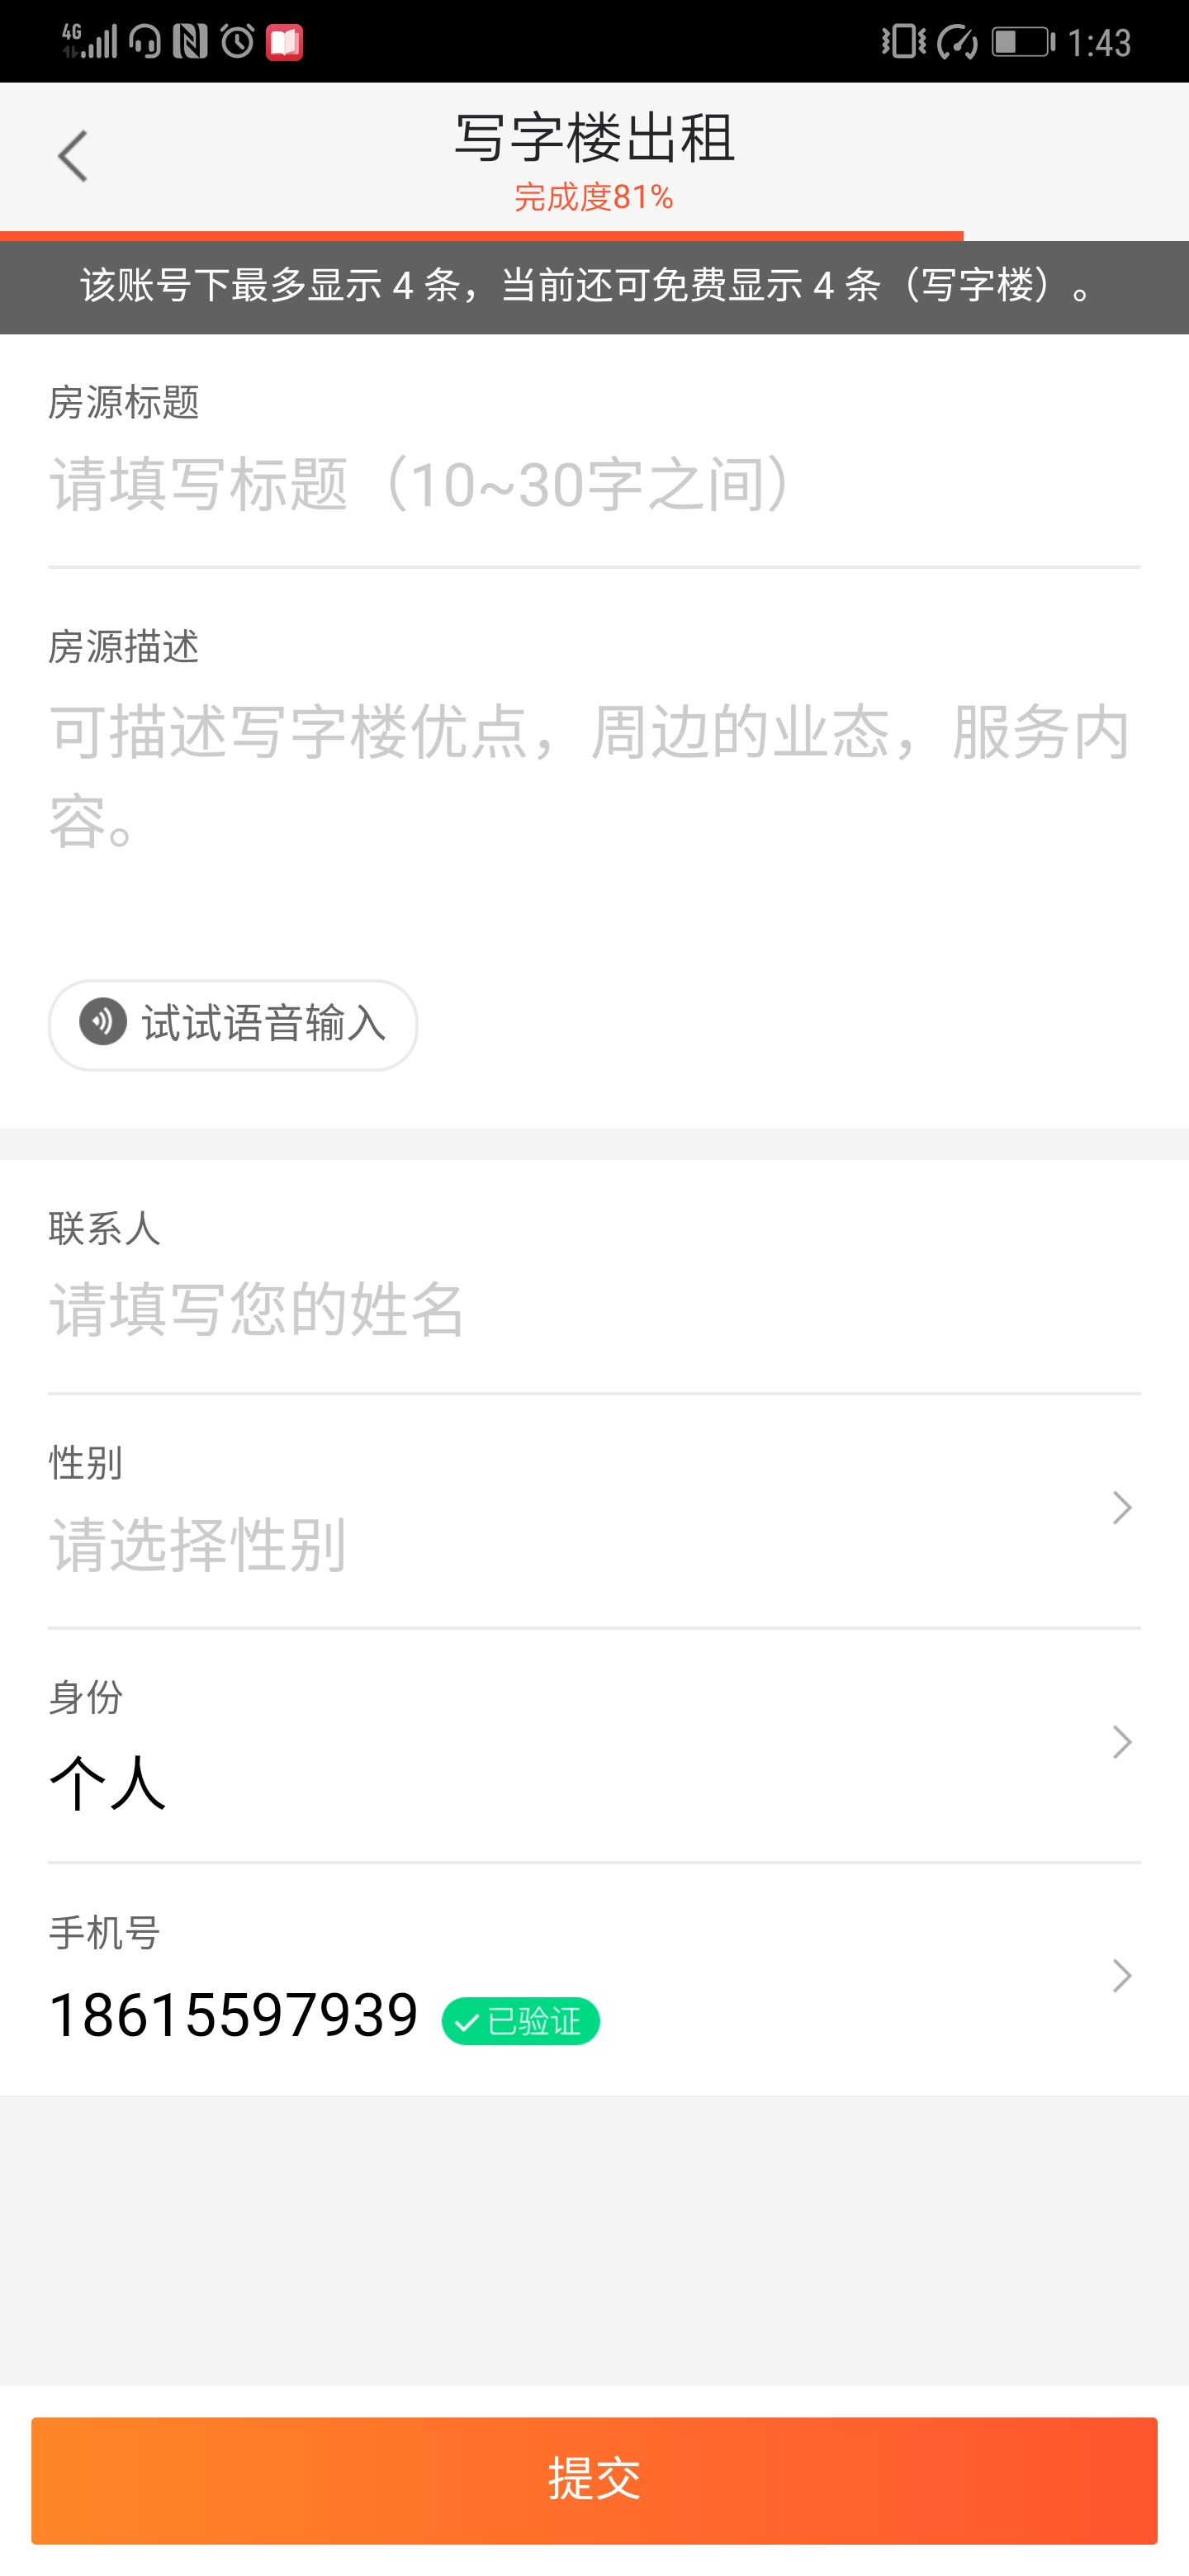 4G
1:43
写字楼出租
完成度81%
该账号下最多显示 4 条，当前还可免费显示 4 条（写字楼）。
房源标题
请填写标题（10~30字之间）
房源描述
可描述写字楼优点，周边的业态，服务内
容。
试试语音输入
联系人
请填写您的姓名
性别
请选择性别
身份
个人
手机号
18615597939 已验证
提交